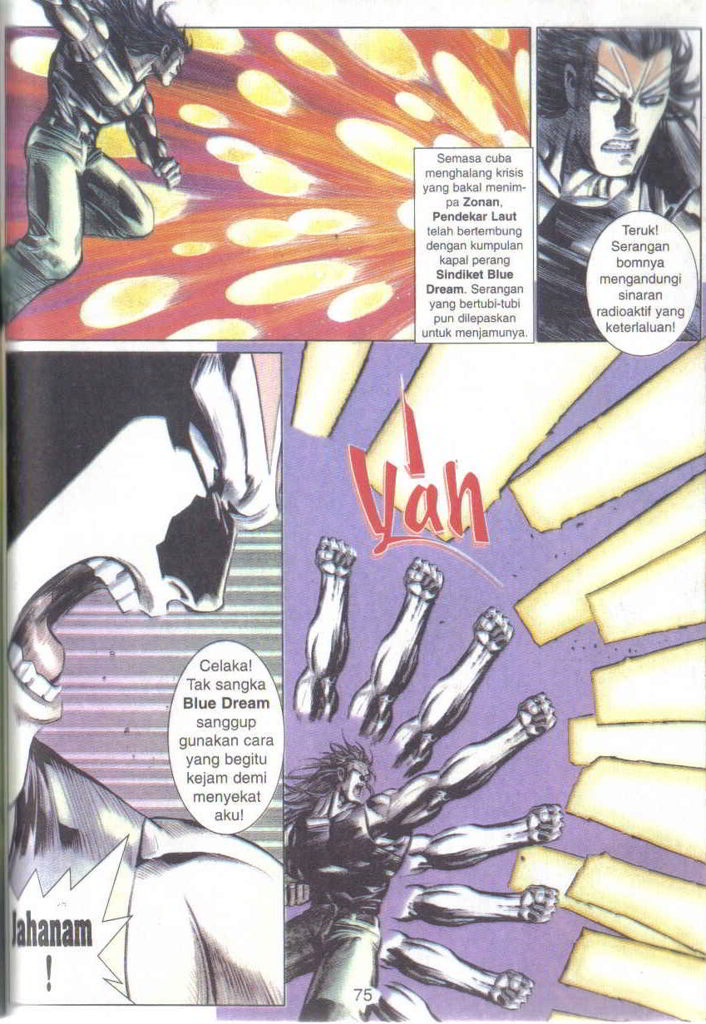 Semasa cuba
menghalang krisis
yang bakal menim-
pa Zonan,
Pendekar Laut
telah bertembung
dengan kumpulan
kapal perang
Sindiket Blue
Dream. Serangan
yang bertubi-tubi
pun dilepaskan
untuk menjamunya.
Teruk!
Serangan
bomnya
mengandungi
sinaran
radioaktif yang
keterlaluan!
Celaka!
Tak sangka
Blue Dream
sanggup
gunakan cara
yang begitu
kejam demi
menyekat
aku!
Jahanam
!
Yah
75